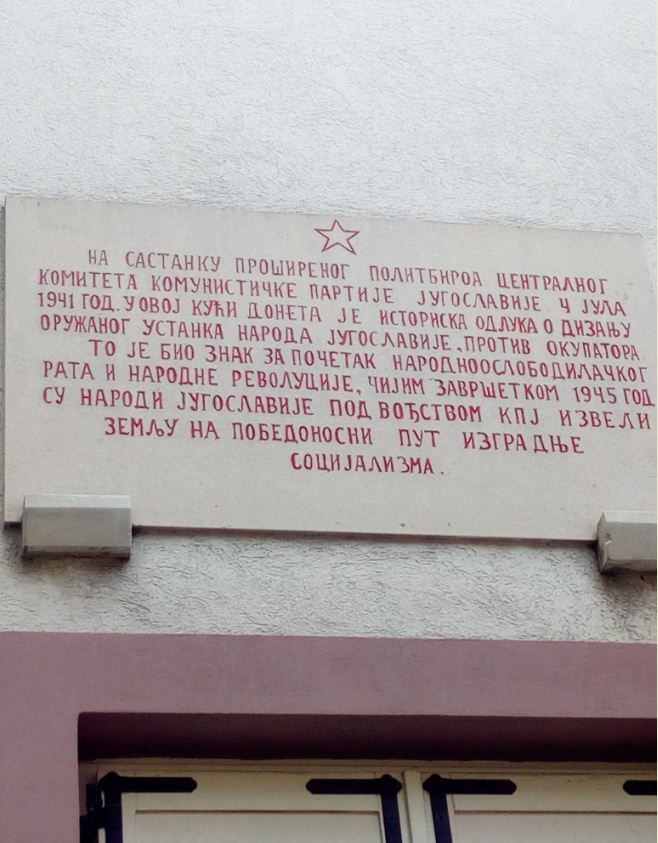 НА САСТАНКУ ПРОШИРЕНОГ ПОЛИТБИРОА ЦЕНТРАЛНОГ
КОМИТЕТА КОМУНИСТИЧКЕ ПАРТИЈЕ ЈУГОСЛАВИЈЕ 4 ЈУЛА
1941 ГОД. У ОВОЈ КУЋИ ДОНЕТА ЈЕ ИСТОРИСКА ОДЛУКА О ДИЗАЊУ
ОРУЖАНОГ УСТАНКА НАРОДА ЈУГОСЛАВИЈЕ, ПРОТИВ ОКУПАТОРА.
ТО ЈЕ БИО ЗНАК ЗА ПОЧЕТАК НАРОДНООСЛОБОДИЛАЧКОГ
РАТА И НАРОДНЕ РЕВОЛУЦИЈЕ, ЧИЈИМ ЗАВРШЕТКОМ 1945 ГОД.
СУ НАРОДИ ЈУГОСЛАВИЈЕ ПОД ВОЂСТВОМ КПЈ ИЗВЕЛИ
ЗЕМЉУ НА ПОБЕДОНОСНИ ПУТ ИЗГРАДЊЕ
СОЦИЈАЛИЗМА.